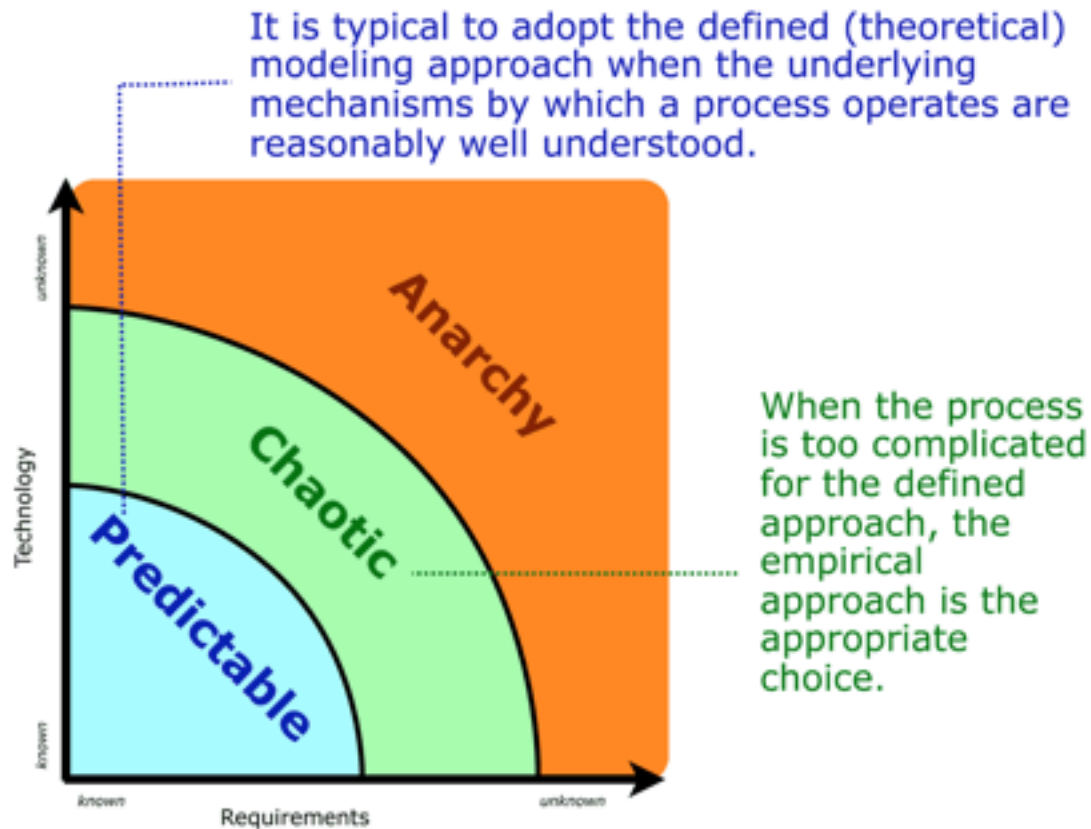 It is typical to adopt the defined (theoretical)
modeling approach when the underlying
mechanisms by which a process operates are
reasonably well understood.
unknown
Anarchy
Chaotic
Predictable
Technology
known
When the process
is too complicated
for the defined
approach, the
empirical
approach is the
appropriate
choice.
known
unknown
Requirements